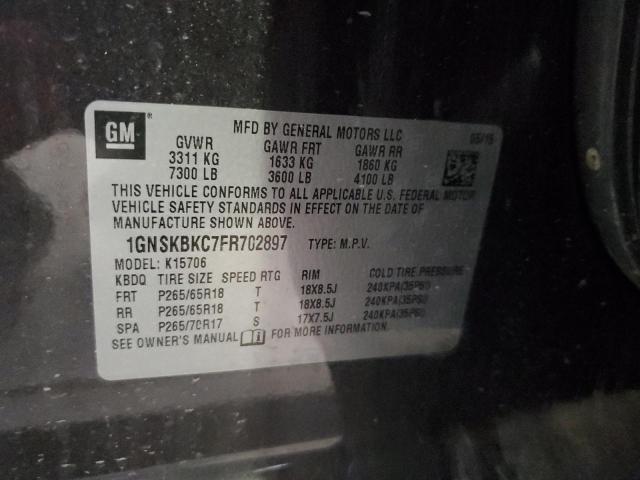 GM ®
MFD BY GENERAL MOTORS LLC 05/15
GVWR GAWR FRT GAWR RR
3311 KG 1633 KG 1860 KG
7300 LB 3600 LB 4100 LB
THIS VEHICLE CONFORMS TO ALL APPLICABLE U.S. FEDERAL MOTOR
VEHICLE SAFETY STANDARDS IN EFFECT ON THE DATE OF
MANUFACTURE SHOWN ABOVE.
1GNSKBKC7FR702897 TYPE: M.P.V.
MODEL: K15706
KBDQ TIRE SIZE SPEED RTG RIM COLD TIRE PRESSURE
FRT P265/65R18 T 18X8.5J 240KPA(35PSI)
RR P265/65R18 T 18X8.5J 240KPA(35PSI)
SPA P265/70R17 S 17X7.5J 240KPA(35PSI)
SEE OWNER'S MANUAL FOR MORE INFORMATION.